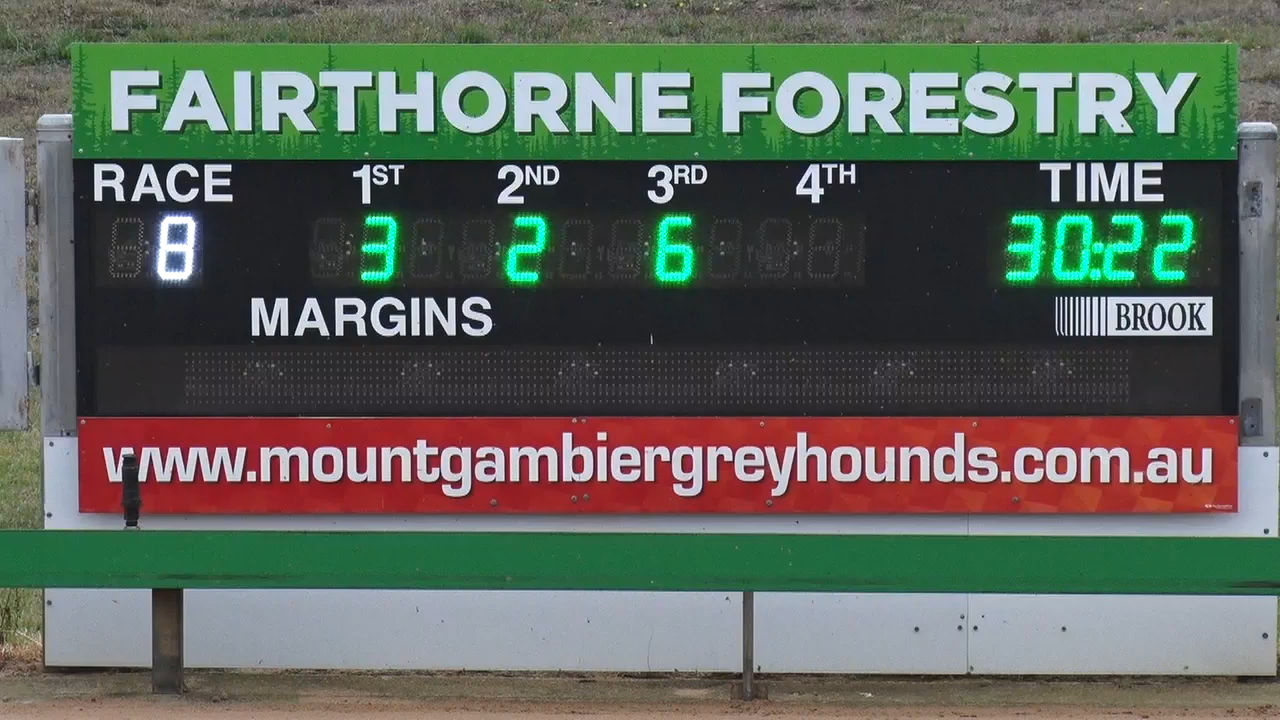 FAIRTHORNE FORESTRY
RACE 1ST 2ND 3RD 4TH TIME
8 3 2 6 30:22
MARGINS BROOK
www.mountgambiergreyhounds.com.au